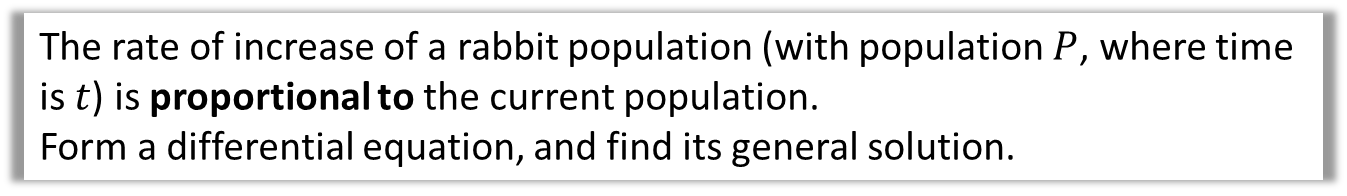 The rate of increase of a rabbit population (with population P, where time
is t) is proportional to the current population.
Form a differential equation, and find its general solution.